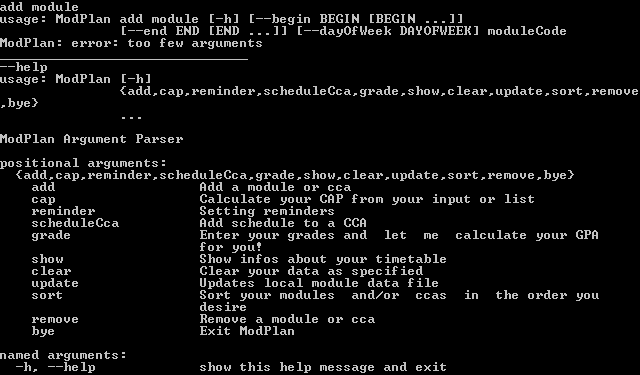 add module
usage: ModPlan add module [-h] [--begin BEGIN [BEGIN ...]]
[--end END [END ...]] [--dayOfWeek DAYOFWEEK] moduleCode
ModPlan: error: too few arguments
_______________________________
--help
usage: ModPlan [-h]
{add,cap,reminder,scheduleCca,grade,show,clear,update,sort,remove
,bye}
...
ModPlan Argument Parser
positional arguments:
{add,cap,reminder,scheduleCca,grade,show,clear,update,sort,remove,bye}
add Add a module or cca
cap Calculate your CAP from your input or list
reminder Setting reminders
scheduleCca Add schedule to a CCA
grade Enter your grades and let me calculate your GPA
for you!
show Show infos about your timetable
clear Clear your data as specified
update Updates local module data file
sort Sort your modules and/or ccas in the order you
desire
remove Remove a module or cca
bye Exit ModPlan
named arguments:
-h, --help show this help message and exit